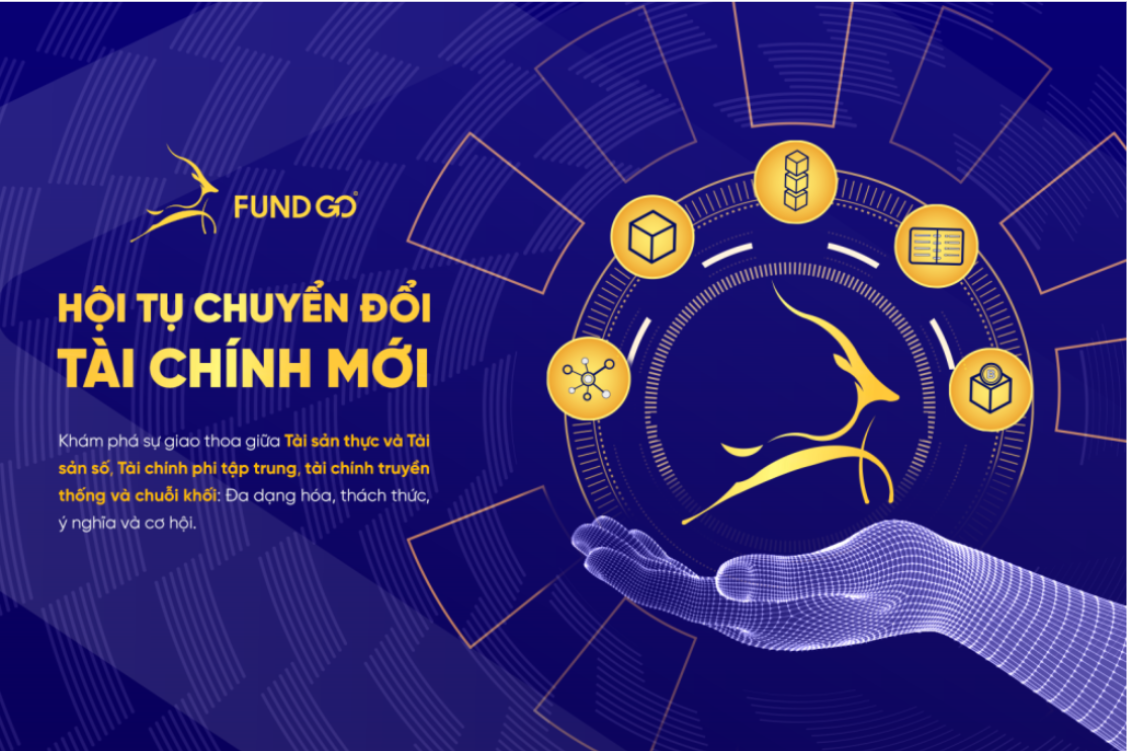 FUND GO
HỘI TỤ CHUYỂN ĐỔI
TÀI CHÍNH MỚI
Khám phá sự giao thoa giữa Tài sản thực và Tài
sản số, Tài chính phi tập trung, tài chính truyền
thống và chuỗi khối: Đa dạng hóa, thách thức,
ý nghĩa và cơ hội.